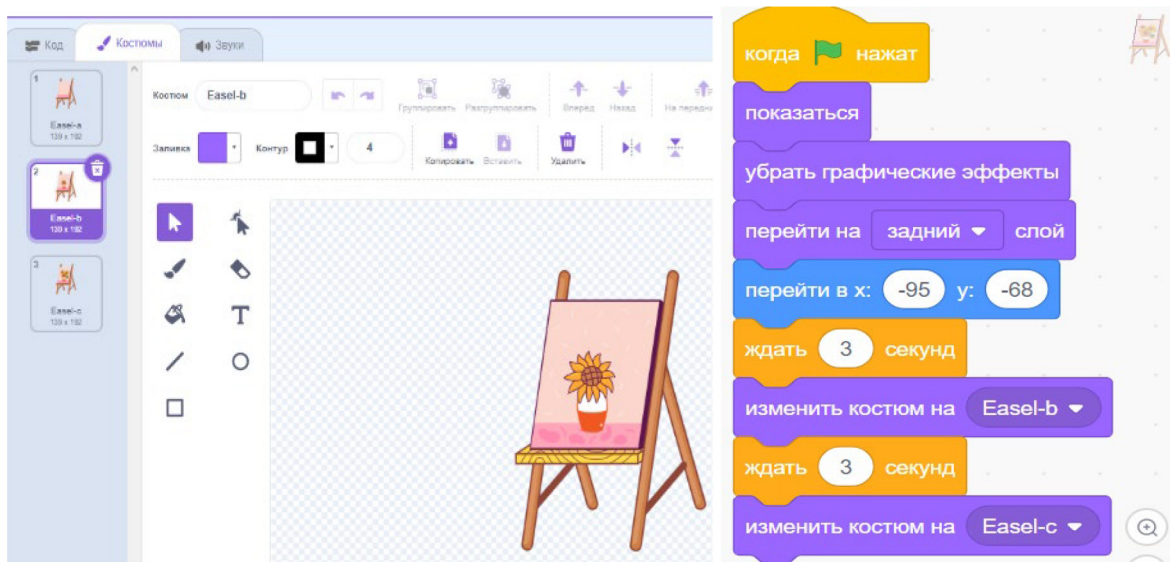 Код
Костюмы
Звуки
1
Easel-a
139 x 192
2
Easel-b
139 x 192
3
Easel-c
139 x 192
Костюм Easel-b
Группировать Разгруппировать Вперед Назад На передни
Заливка Контур 4
Копировать Вставить Удалить
T
когда нажат
показаться
убрать графические эффекты
перейти на задний слой
перейти в x: -95 y: -68
ждать 3 секунд
изменить костюм на Easel-b
ждать 3 секунд
изменить костюм на Easel-c